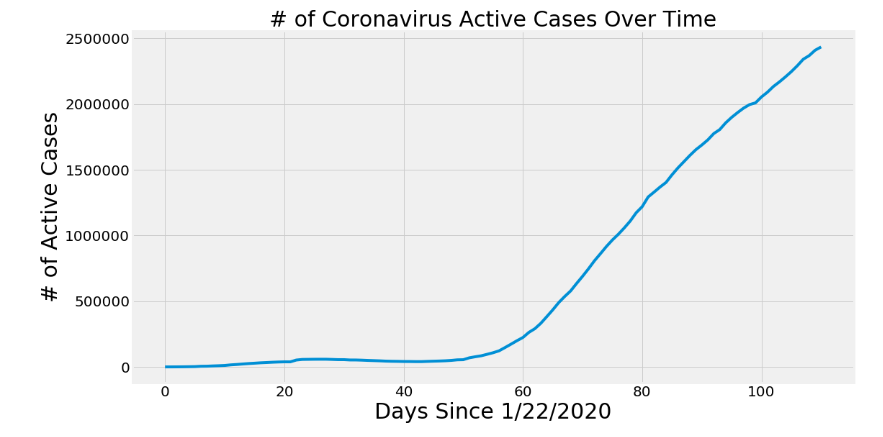 # of Coronavirus Active Cases Over Time
2500000
2000000
1500000
1000000
500000
0
# of Active Cases
0 20 40 60 80 100
Days Since 1/22/2020